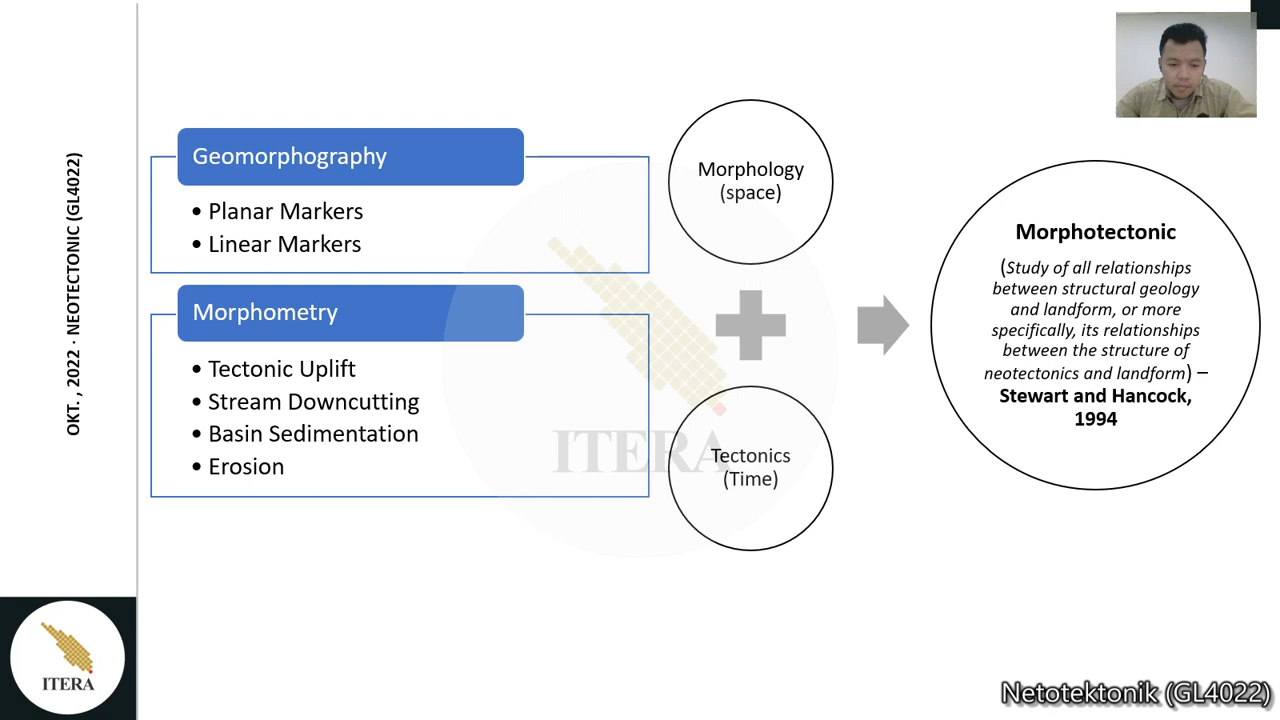 OKT. , 2022 · NEOTECTONIC (GL4022)
Geomorphography
• Planar Markers
• Linear Markers
Morphometry
• Tectonic Uplift
• Stream Downcutting
• Basin Sedimentation
• Erosion
Morphology
(space)
Tectonics
(Time)
Morphotectonic
(Study of all relationships
between structural geology
and landform, or more
specifically, its relationships
between the structure of
neotectonics and landform) –
Stewart and Hancock,
1994
ITERA
ITERA
Netotektonik (GL4022)